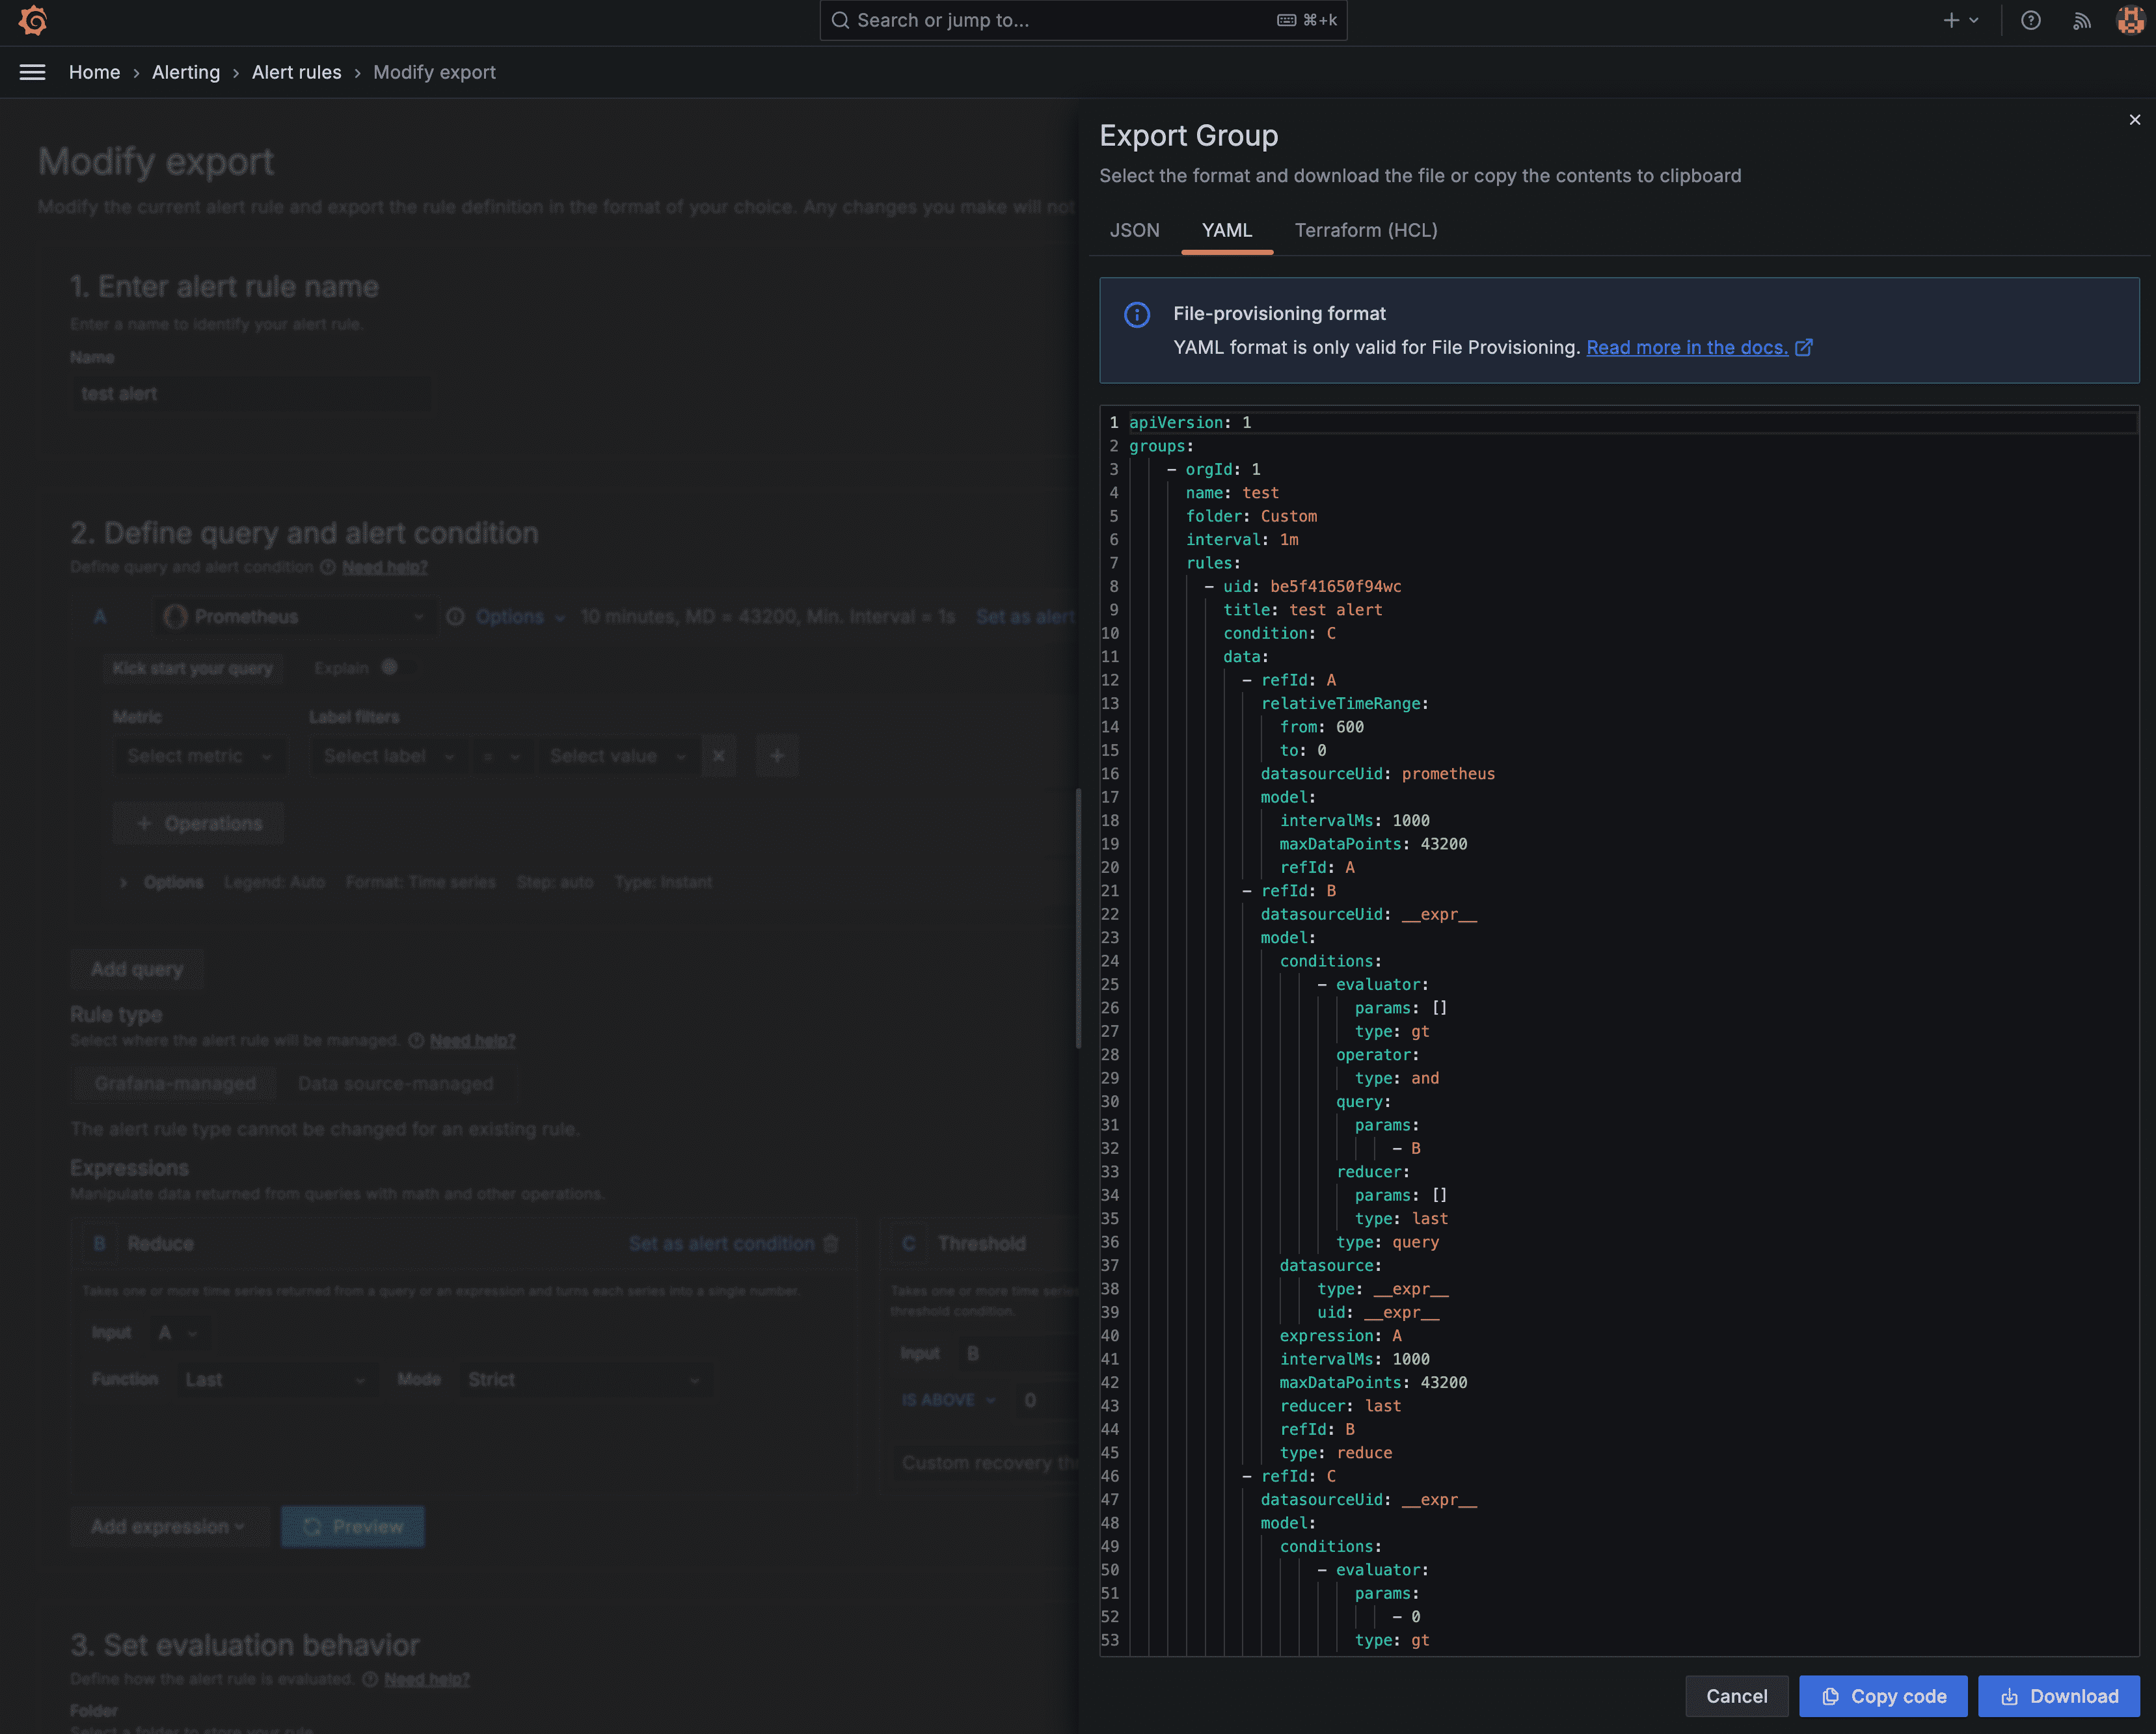 Search or jump to... ⌘+k
Home › Alerting › Alert rules › Modify export
Modify export
Modify the current alert rule and export the rule definition in the format of your choice. Any changes you make will not
1. Enter alert rule name
Enter a name to identify your alert rule.
Name
test alert
2. Define query and alert condition
Define query and alert condition Need help?
A Prometheus Options 10 minutes, MD = 43200, Min. Interval = 1s Set as alert
Kick start your query Explain
Metric Label filters
Select metric Select label = Select value
+ Operations
Options Legend: Auto Format: Time series Step: auto Type: Instant
Add query
Rule type
Select where the alert rule will be managed. Need help?
Grafana-managed Data source-managed
The alert rule type cannot be changed for an existing rule.
Expressions
Manipulate data returned from queries with math and other operations.
B Reduce Set as alert condition
Takes one or more time series returned from a query or an expression and turns each series into a single number.
Input A
Function Last Mode Strict
C Threshold
Takes one or more time series
threshold condition.
Input B
IS ABOVE 0
Custom recovery
Add expression Preview
3. Set evaluation behavior
Define how the alert rule is evaluated. Need help?
Folder
Select a folder to store your rule
Export Group
Select the format and download the file or copy the contents to clipboard
JSON YAML Terraform (HCL)
File-provisioning format
YAML format is only valid for File Provisioning. Read more in the docs.
1 apiVersion: 1
2 groups:
3 - orgId: 1
4 name: test
5 folder: Custom
6 interval: 1m
7 rules:
8 - uid: be5f41650f94wc
9 title: test alert
10 condition: C
11 data:
12 - refId: A
13 relativeTimeRange:
14 from: 600
15 to: 0
16 datasourceUid: prometheus
17 model:
18 intervalMs: 1000
19 maxDataPoints: 43200
20 refId: A
21 - refId: B
22 datasourceUid: __expr__
23 model:
24 conditions:
25 - evaluator:
26 params: []
27 type: gt
28 operator:
29 type: and
30 query:
31 params:
32 - B
33 reducer:
34 params: []
35 type: last
36 type: query
37 datasource:
38 type: __expr__
39 uid: __expr__
40 expression: A
41 intervalMs: 1000
42 maxDataPoints: 43200
43 reducer: last
44 refId: B
45 type: reduce
46 - refId: C
47 datasourceUid: __expr__
48 model:
49 conditions:
50 - evaluator:
51 params:
52 - 0
53 type: gt
Cancel Copy code Download